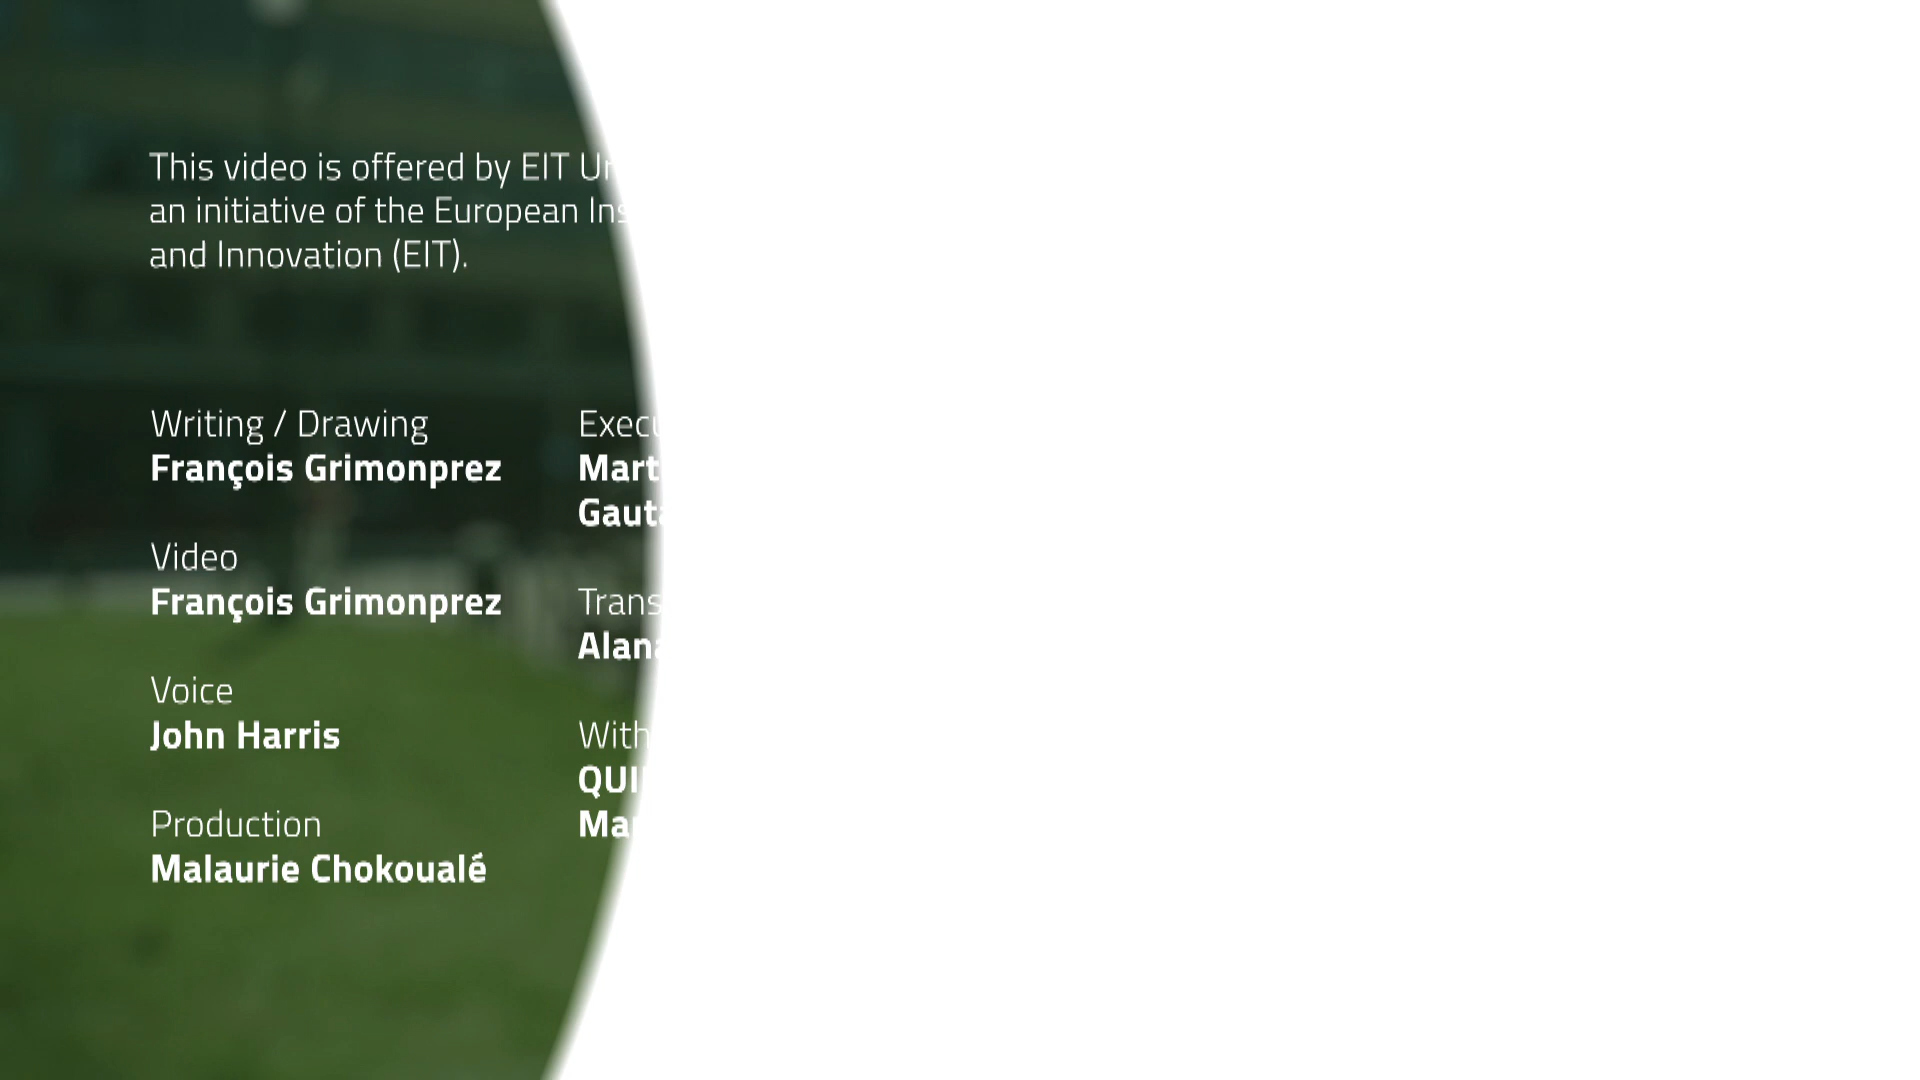 This video is offered by EIT
an initiative of the European
and Innovation (EIT).
Writing / Drawing
François Grimonprez
Video
François Grimonprez
Voice
John Harris
Production
Malaurie Chokoualé
With